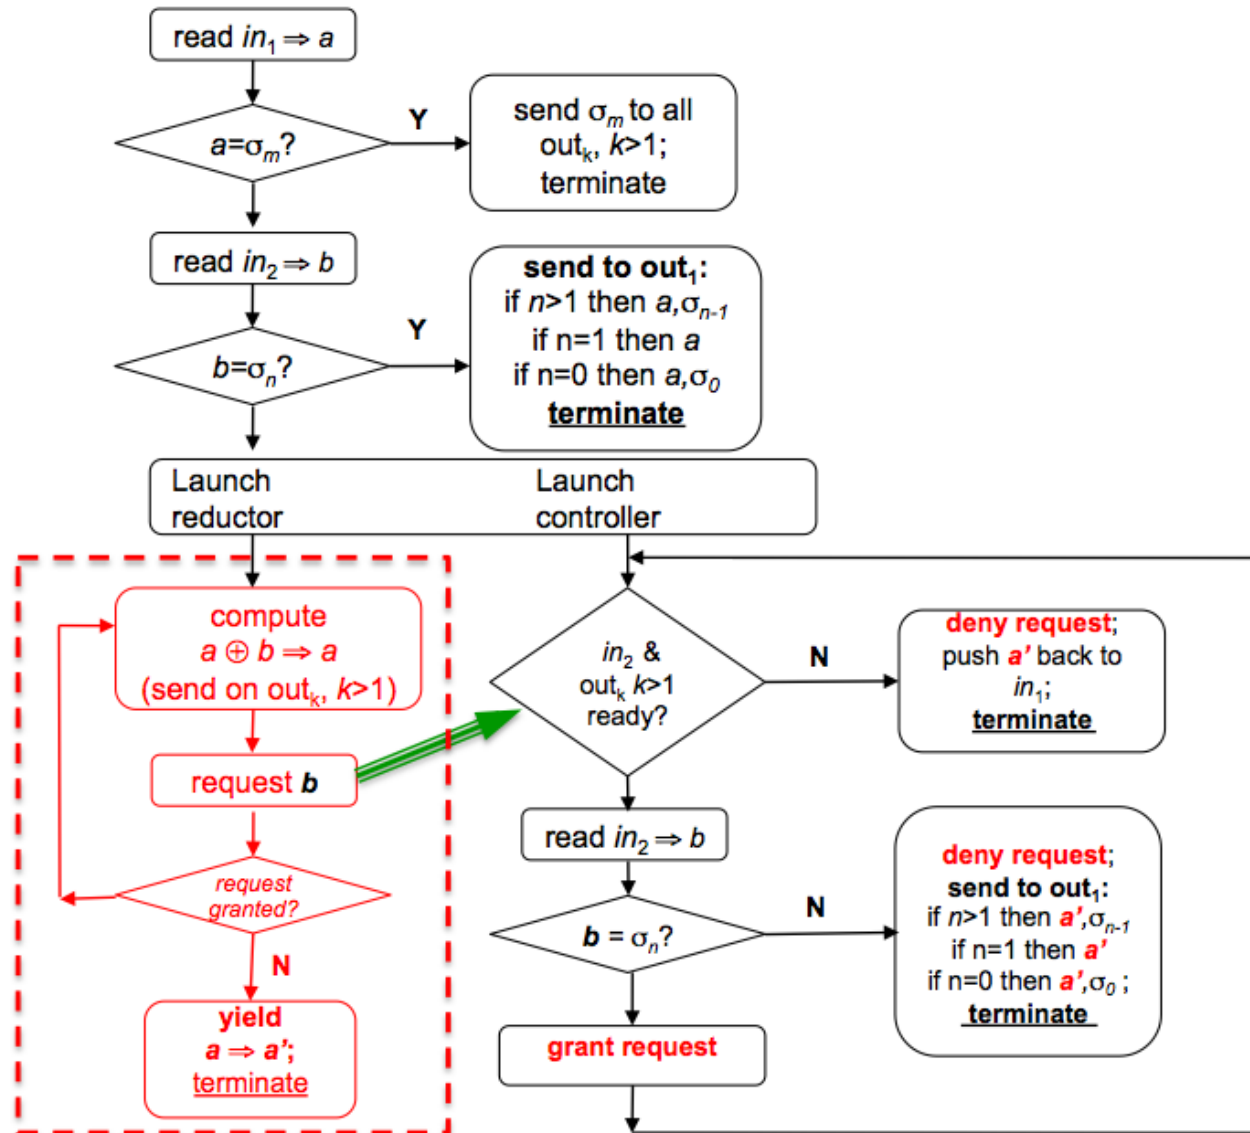 read in₁ ⇒ a
a=σₘ?
Y
send σₘ to all
outₖ, k>1;
terminate
read in₂ ⇒ b
b=σₙ?
Y
send to out₁:
if n>1 then a,σₙ₋₁
if n=1 then a
if n=0 then a,σ₀
terminate
Launch
reductor
Launch
controller
compute
a ⊕ b ⇒ a
(send on outₖ, k>1)
request b
request
granted?
N
yield
a ⇒ a’;
terminate
in₂ &
outₖ k>1
ready?
N
deny request;
push a’ back to
in₁;
terminate
read in₂ ⇒ b
b = σₙ?
N
deny request;
send to out₁:
if n>1 then a’,σₙ₋₁
if n=1 then a’
if n=0 then a’,σ₀ ;
terminate
grant request